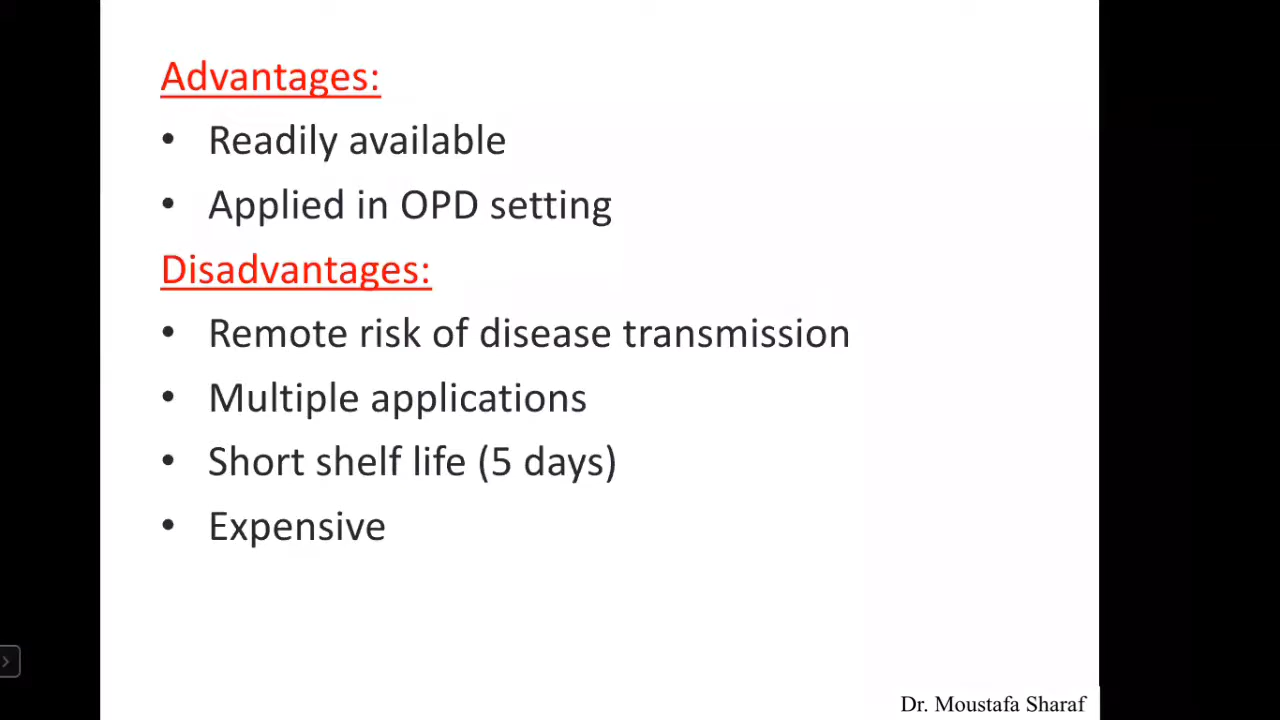 Advantages:
• Readily available
• Applied in OPD setting
Disadvantages:
• Remote risk of disease transmission
• Multiple applications
• Short shelf life (5 days)
• Expensive
Dr. Moustafa Sharaf